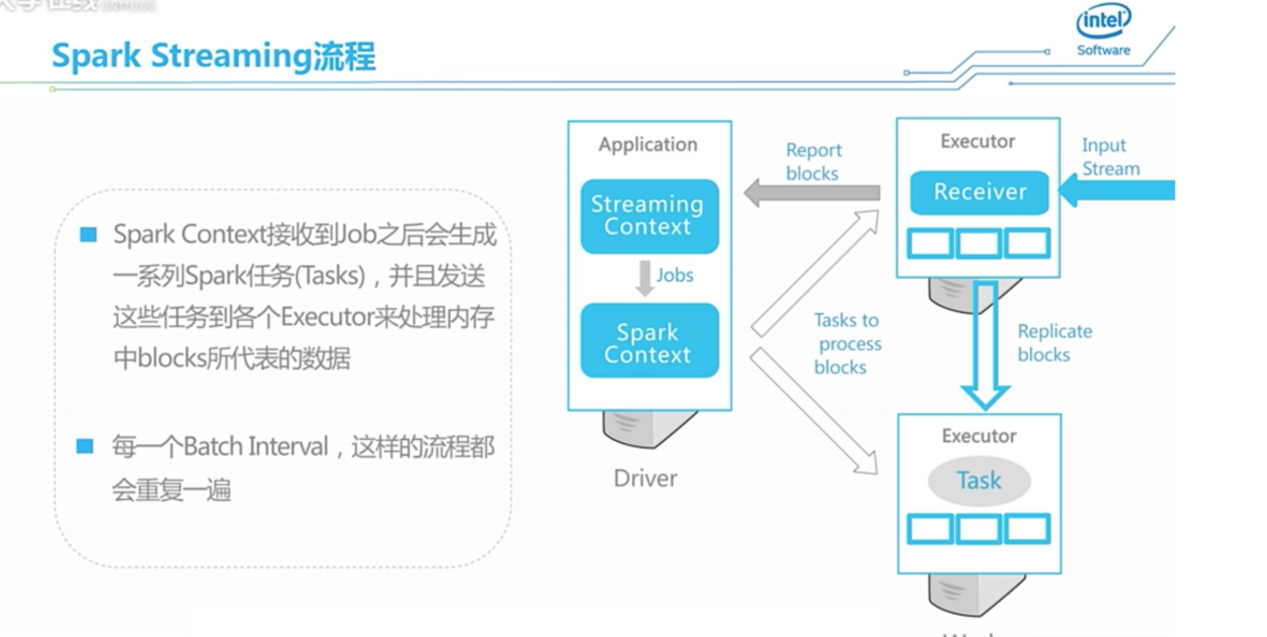 Spark Streaming流程
intel
Software
Spark Context接收到Job之后会生成
一系列Spark任务(Tasks)，并且发送
这些任务到各个Executor来处理内存
中blocks所代表的数据
每一个Batch Interval，这样的流程都
会重复一遍
Application
Streaming
Context
Jobs
Spark
Context
Driver
Report
blocks
Tasks to
process
blocks
Executor
Receiver
Input
Stream
Replicate
blocks
Executor
Task